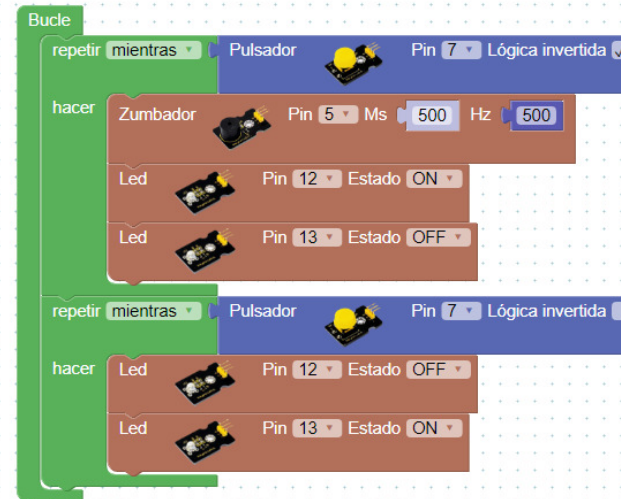 Bucle
repetir mientras Pulsador Pin 7 Lógica invertida
hacer Zumbador Pin 5 Ms 500 Hz 500
Led Pin 12 Estado ON
Led Pin 13 Estado OFF
repetir mientras Pulsador Pin 7 Lógica invertida
hacer Led Pin 12 Estado OFF
Led Pin 13 Estado ON